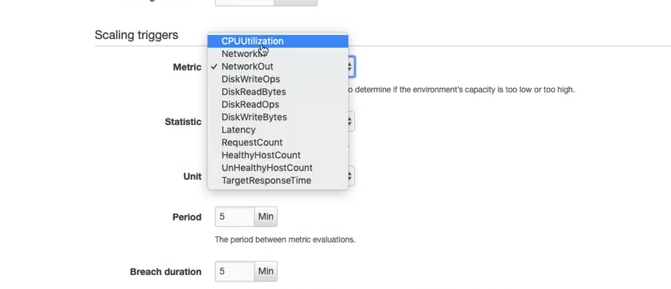 Scaling triggers
CPUUtilization
NetworkIn
Metric ✓ NetworkOut
DiskWriteOps
DiskReadBytes
o determine if the environment's capacity is too low or too high.
DiskReadOps
DiskWriteBytes
Statistic
Latency
RequestCount
HealthyHostCount
UnHealthyHostCount
Unit
TargetResponseTime
Period 5 Min
The period between metric evaluations.
Breach duration 5 Min